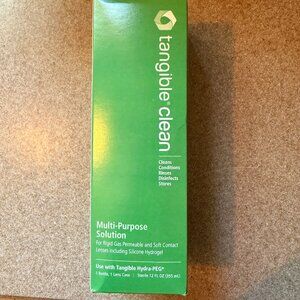 tangible® clean
Cleans
Conditions
Rinses
Disinfects
Stores
Multi-Purpose
Solution
For Rigid Gas Permeable and Soft Contact
Lenses including Silicone Hydrogel
Use with Tangible Hydra-PEG®
1 Bottle, 1 Lens Case | Sterile 12 FL OZ (355 mL)